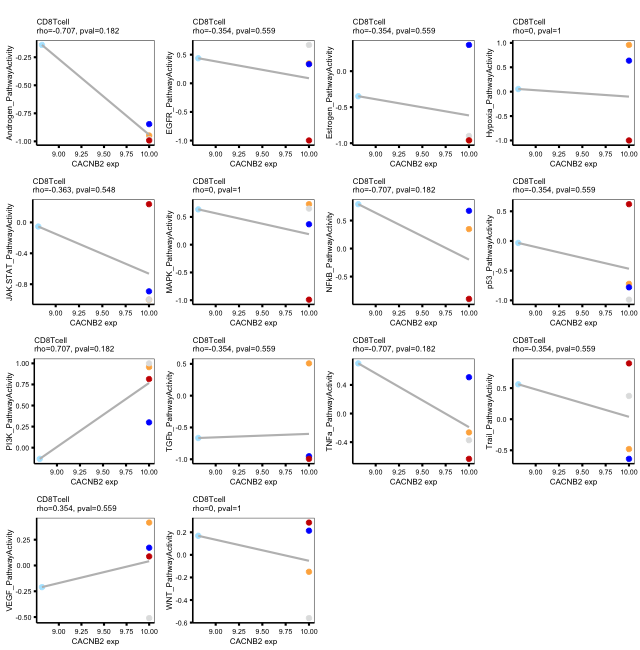 CD8Tcell
rho=-0.707, pval=0.182
Androgen_PathwayActivity
-0.25
-0.50
-0.75
-1.00
9.00 9.25 9.50 9.75 10.00
CACNB2 exp
CD8Tcell
rho=-0.354, pval=0.559
EGFR_PathwayActivity
0.5
0.0
-0.5
-1.0
9.00 9.25 9.50 9.75 10.00
CACNB2 exp
CD8Tcell
rho=-0.354, pval=0.559
Estrogen_PathwayActivity
0.0
-0.5
-1.0
9.00 9.25 9.50 9.75 10.00
CACNB2 exp
CD8Tcell
rho=0, pval=1
Hypoxia_PathwayActivity
1.0
0.5
0.0
-0.5
-1.0
9.00 9.25 9.50 9.75 10.00
CACNB2 exp
CD8Tcell
rho=-0.363, pval=0.548
JAK.STAT_PathwayActivity
0.0
-0.4
-0.8
9.00 9.25 9.50 9.75 10.00
CACNB2 exp
CD8Tcell
rho=0, pval=1
MAPK_PathwayActivity
0.5
0.0
-0.5
-1.0
9.00 9.25 9.50 9.75 10.00
CACNB2 exp
CD8Tcell
rho=-0.707, pval=0.182
NFkB_PathwayActivity
0.5
0.0
-0.5
9.00 9.25 9.50 9.75 10.00
CACNB2 exp
CD8Tcell
rho=-0.354, pval=0.559
p53_PathwayActivity
0.5
0.0
-0.5
-1.0
9.00 9.25 9.50 9.75 10.00
CACNB2 exp
CD8Tcell
rho=0.707, pval=0.182
PI3K_PathwayActivity
1.00
0.75
0.50
0.25
0.00
9.00 9.25 9.50 9.75 10.00
CACNB2 exp
CD8Tcell
rho=-0.354, pval=0.559
TGFb_PathwayActivity
0.5
0.0
-0.5
-1.0
9.00 9.25 9.50 9.75 10.00
CACNB2 exp
CD8Tcell
rho=-0.707, pval=0.182
TNFa_PathwayActivity
0.4
0.0
-0.4
9.00 9.25 9.50 9.75 10.00
CACNB2 exp
CD8Tcell
rho=-0.354, pval=0.559
Trail_PathwayActivity
0.5
0.0
-0.5
9.00 9.25 9.50 9.75 10.00
CACNB2 exp
CD8Tcell
rho=0.354, pval=0.559
VEGF_PathwayActivity
0.25
0.00
-0.25
-0.50
9.00 9.25 9.50 9.75 10.00
CACNB2 exp
CD8Tcell
rho=0, pval=1
WNT_PathwayActivity
0.2
0.0
-0.2
-0.4
-0.6
9.00 9.25 9.50 9.75 10.00
CACNB2 exp